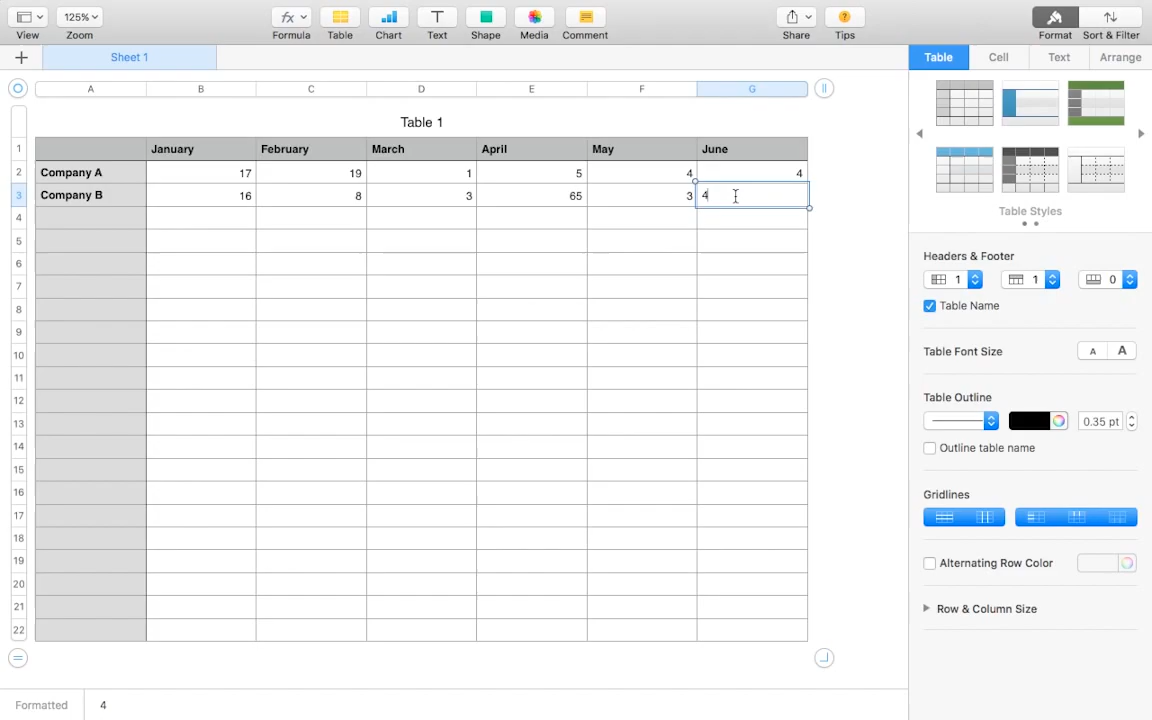 125%
View
Zoom
Formula
Table
Chart
Text
Shape
Media
Comment
Share
Tips
Format
Sort & Filter
Sheet 1
Table
Cell
Text
Arrange
A B C D E F G
Table 1
1 January February March April May June
2 Company A 17 19 1 5 4 4
3 Company B 16 8 3 65 3 4
4
5
6
7
8
9
10
11
12
13
14
15
16
17
18
19
20
21
22
Table Styles
Headers & Footer
1 1 0
Table Name
Table Font Size A A
Table Outline
0.35 pt
Outline table name
Gridlines
Alternating Row Color
Row & Column Size
Formatted 4